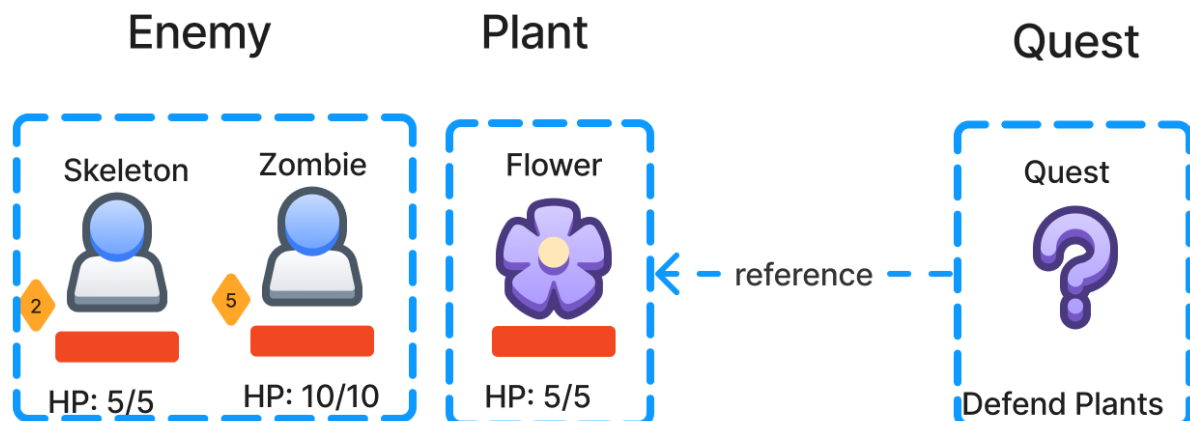 Enemy
Plant
Quest
Skeleton
Zombie
Flower
Quest
reference
2
5
HP: 5/5
HP: 10/10
HP: 5/5
Defend Plants